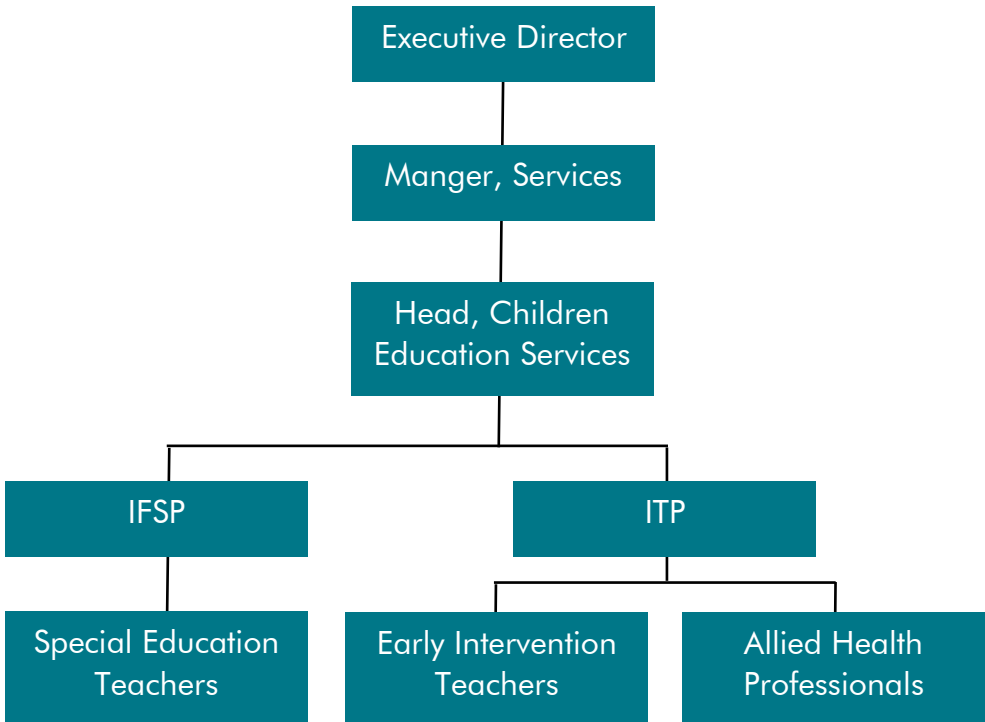 Executive Director
Manger, Services
Head, Children
Education Services
IFSP
ITP
Special Education
Teachers
Early Intervention
Teachers
Allied Health
Professionals